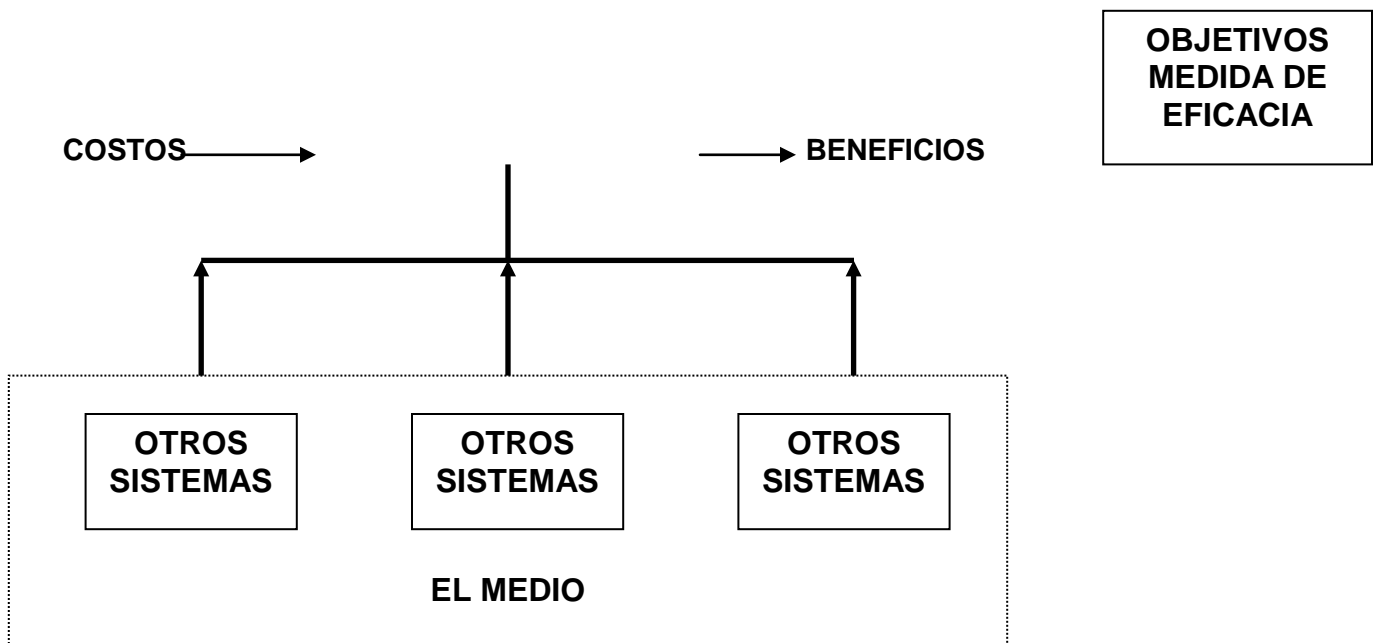 OBJETIVOS
MEDIDA DE
EFICACIA
COSTOS
BENEFICIOS
OTROS
SISTEMAS
OTROS
SISTEMAS
OTROS
SISTEMAS
EL MEDIO